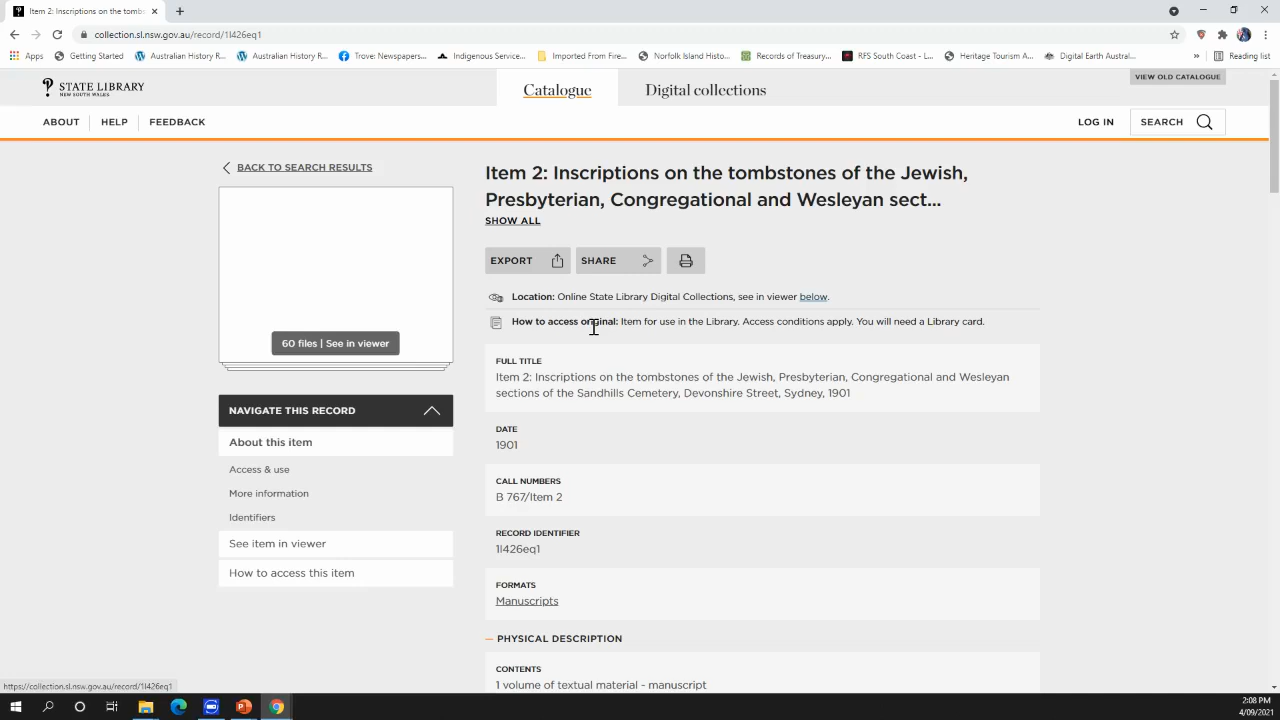 Item 2: Inscriptions on the tomb:
collection.sl.nsw.gov.au/record/1l426eq1
Apps
Getting Started
Australian History R...
Australian History R...
Trove: Newspapers...
Indigenous Service...
Imported From Fire...
Norfolk Island Histo...
Records of Treasury...
RFS South Coast - L...
Heritage Tourism A...
Digital Earth Austral...
»
Reading list
STATE LIBRARY
NEW SOUTH WALES
Catalogue
Digital collections
VIEW OLD CATALOGUE
ABOUT
HELP
FEEDBACK
LOG IN
SEARCH
BACK TO SEARCH RESULTS
60 files | See in viewer
NAVIGATE THIS RECORD
About this item
Access & use
More information
Identifiers
See item in viewer
How to access this item
Item 2: Inscriptions on the tombstones of the Jewish,
Presbyterian, Congregational and Wesleyan sect...
SHOW ALL
EXPORT
SHARE
Location: Online State Library Digital Collections, see in viewer below.
How to access original: Item for use in the Library. Access conditions apply. You will need a Library card.
FULL TITLE
Item 2: Inscriptions on the tombstones of the Jewish, Presbyterian, Congregational and Wesleyan
sections of the Sandhills Cemetery, Devonshire Street, Sydney, 1901
DATE
1901
CALL NUMBERS
B 767/Item 2
RECORD IDENTIFIER
1l426eq1
FORMATS
Manuscripts
PHYSICAL DESCRIPTION
CONTENTS
1 volume of textual material - manuscript
https://collection.sl.nsw.gov.au/record/1l426eq1
2:08 PM
4/09/2021